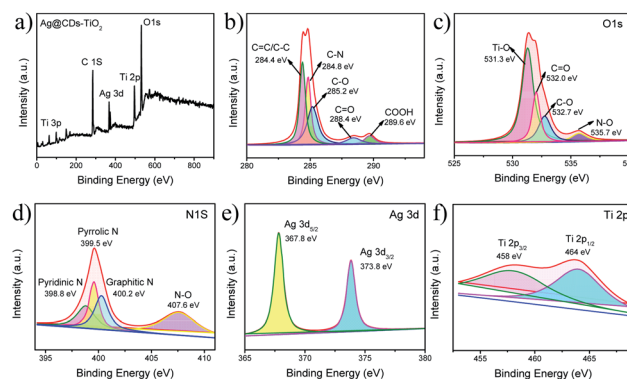 a)
Ag@CDs-TiO2
O1s
C 1S
Ti 2p
Ag 3d
Ti 3p
Intensity (a.u.)
0 200 400 600 800
Binding Energy (eV)
b)
C=C/C-C
284.4 eV
C-N
284.8 eV
C-O
285.2 eV
C=O
288.4 eV
COOH
289.6 eV
Intensity (a.u.)
280 285 290
Binding Energy (eV)
c)
O1s
Ti-O
531.3 eV
C=O
532.0 eV
C-O
532.7 eV
N-O
535.7 eV
Intensity (a.u.)
525 530 535
Binding Energy (eV)
d)
N1S
Pyrrolic N
399.5 eV
Pyridinic N
398.8 eV
Graphitic N
400.2 eV
N-O
407.6 eV
Intensity (a.u.)
395 400 405 410
Binding Energy (eV)
e)
Ag 3d
Ag 3d5/2
367.8 eV
Ag 3d3/2
373.8 eV
Intensity (a.u.)
365 370 375 380
Binding Energy (eV)
f)
Ti 2p
Ti 2p3/2
458 eV
Ti 2p1/2
464 eV
Intensity (a.u.)
455 460 465
Binding Energy (eV)